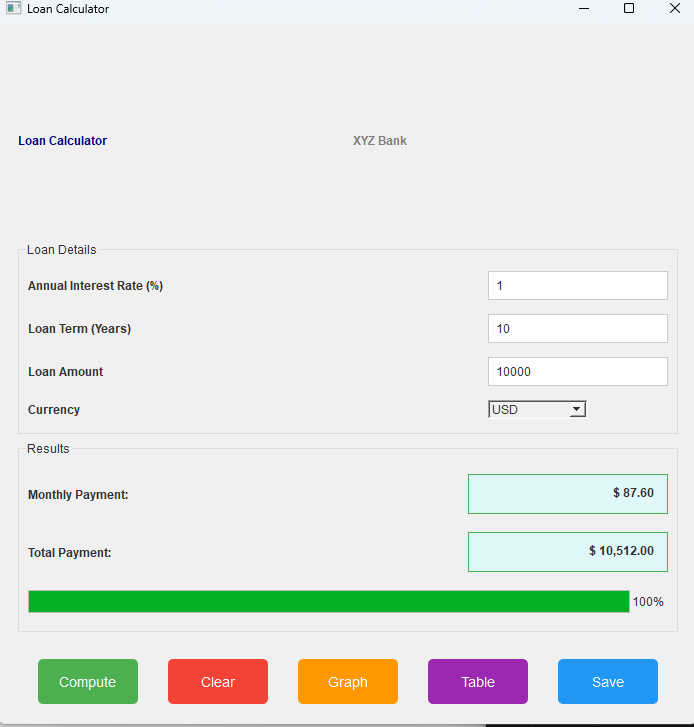 Loan Calculator
Loan Calculator XYZ Bank
Loan Details
Annual Interest Rate (%) 1
Loan Term (Years) 10
Loan Amount 10000
Currency USD
Results
Monthly Payment: $ 87.60
Total Payment: $ 10,512.00
100%
Compute Clear Graph Table Save